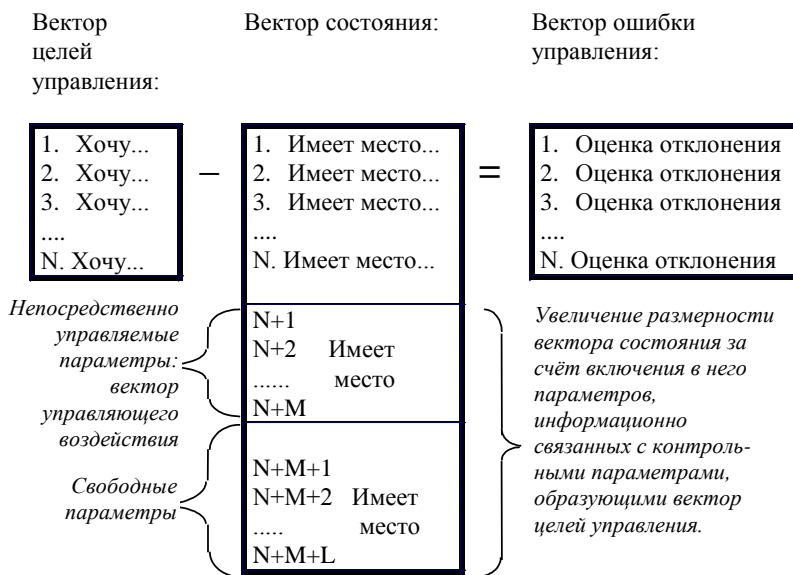 Вектор
целей
управления:
Вектор состояния:
Вектор ошибки
управления:
1. Хочу...
2. Хочу...
3. Хочу...
....
N. Хочу...
–
1. Имеет место...
2. Имеет место...
3. Имеет место...
....
N. Имеет место...
=
1. Оценка отклонения
2. Оценка отклонения
3. Оценка отклонения
....
N. Оценка отклонения
Непосредственно
управляемые
параметры:
вектор
управляющего
воздействия
N+1
N+2 Имеет
...... место
N+M
Свободные
параметры
N+M+1
N+M+2 Имеет
..... место
N+M+L
Увеличение размерности
вектора состояния за
счёт включения в него
параметров,
информационно
связанных с контроль-
ными параметрами,
образующими вектор
целей управления.